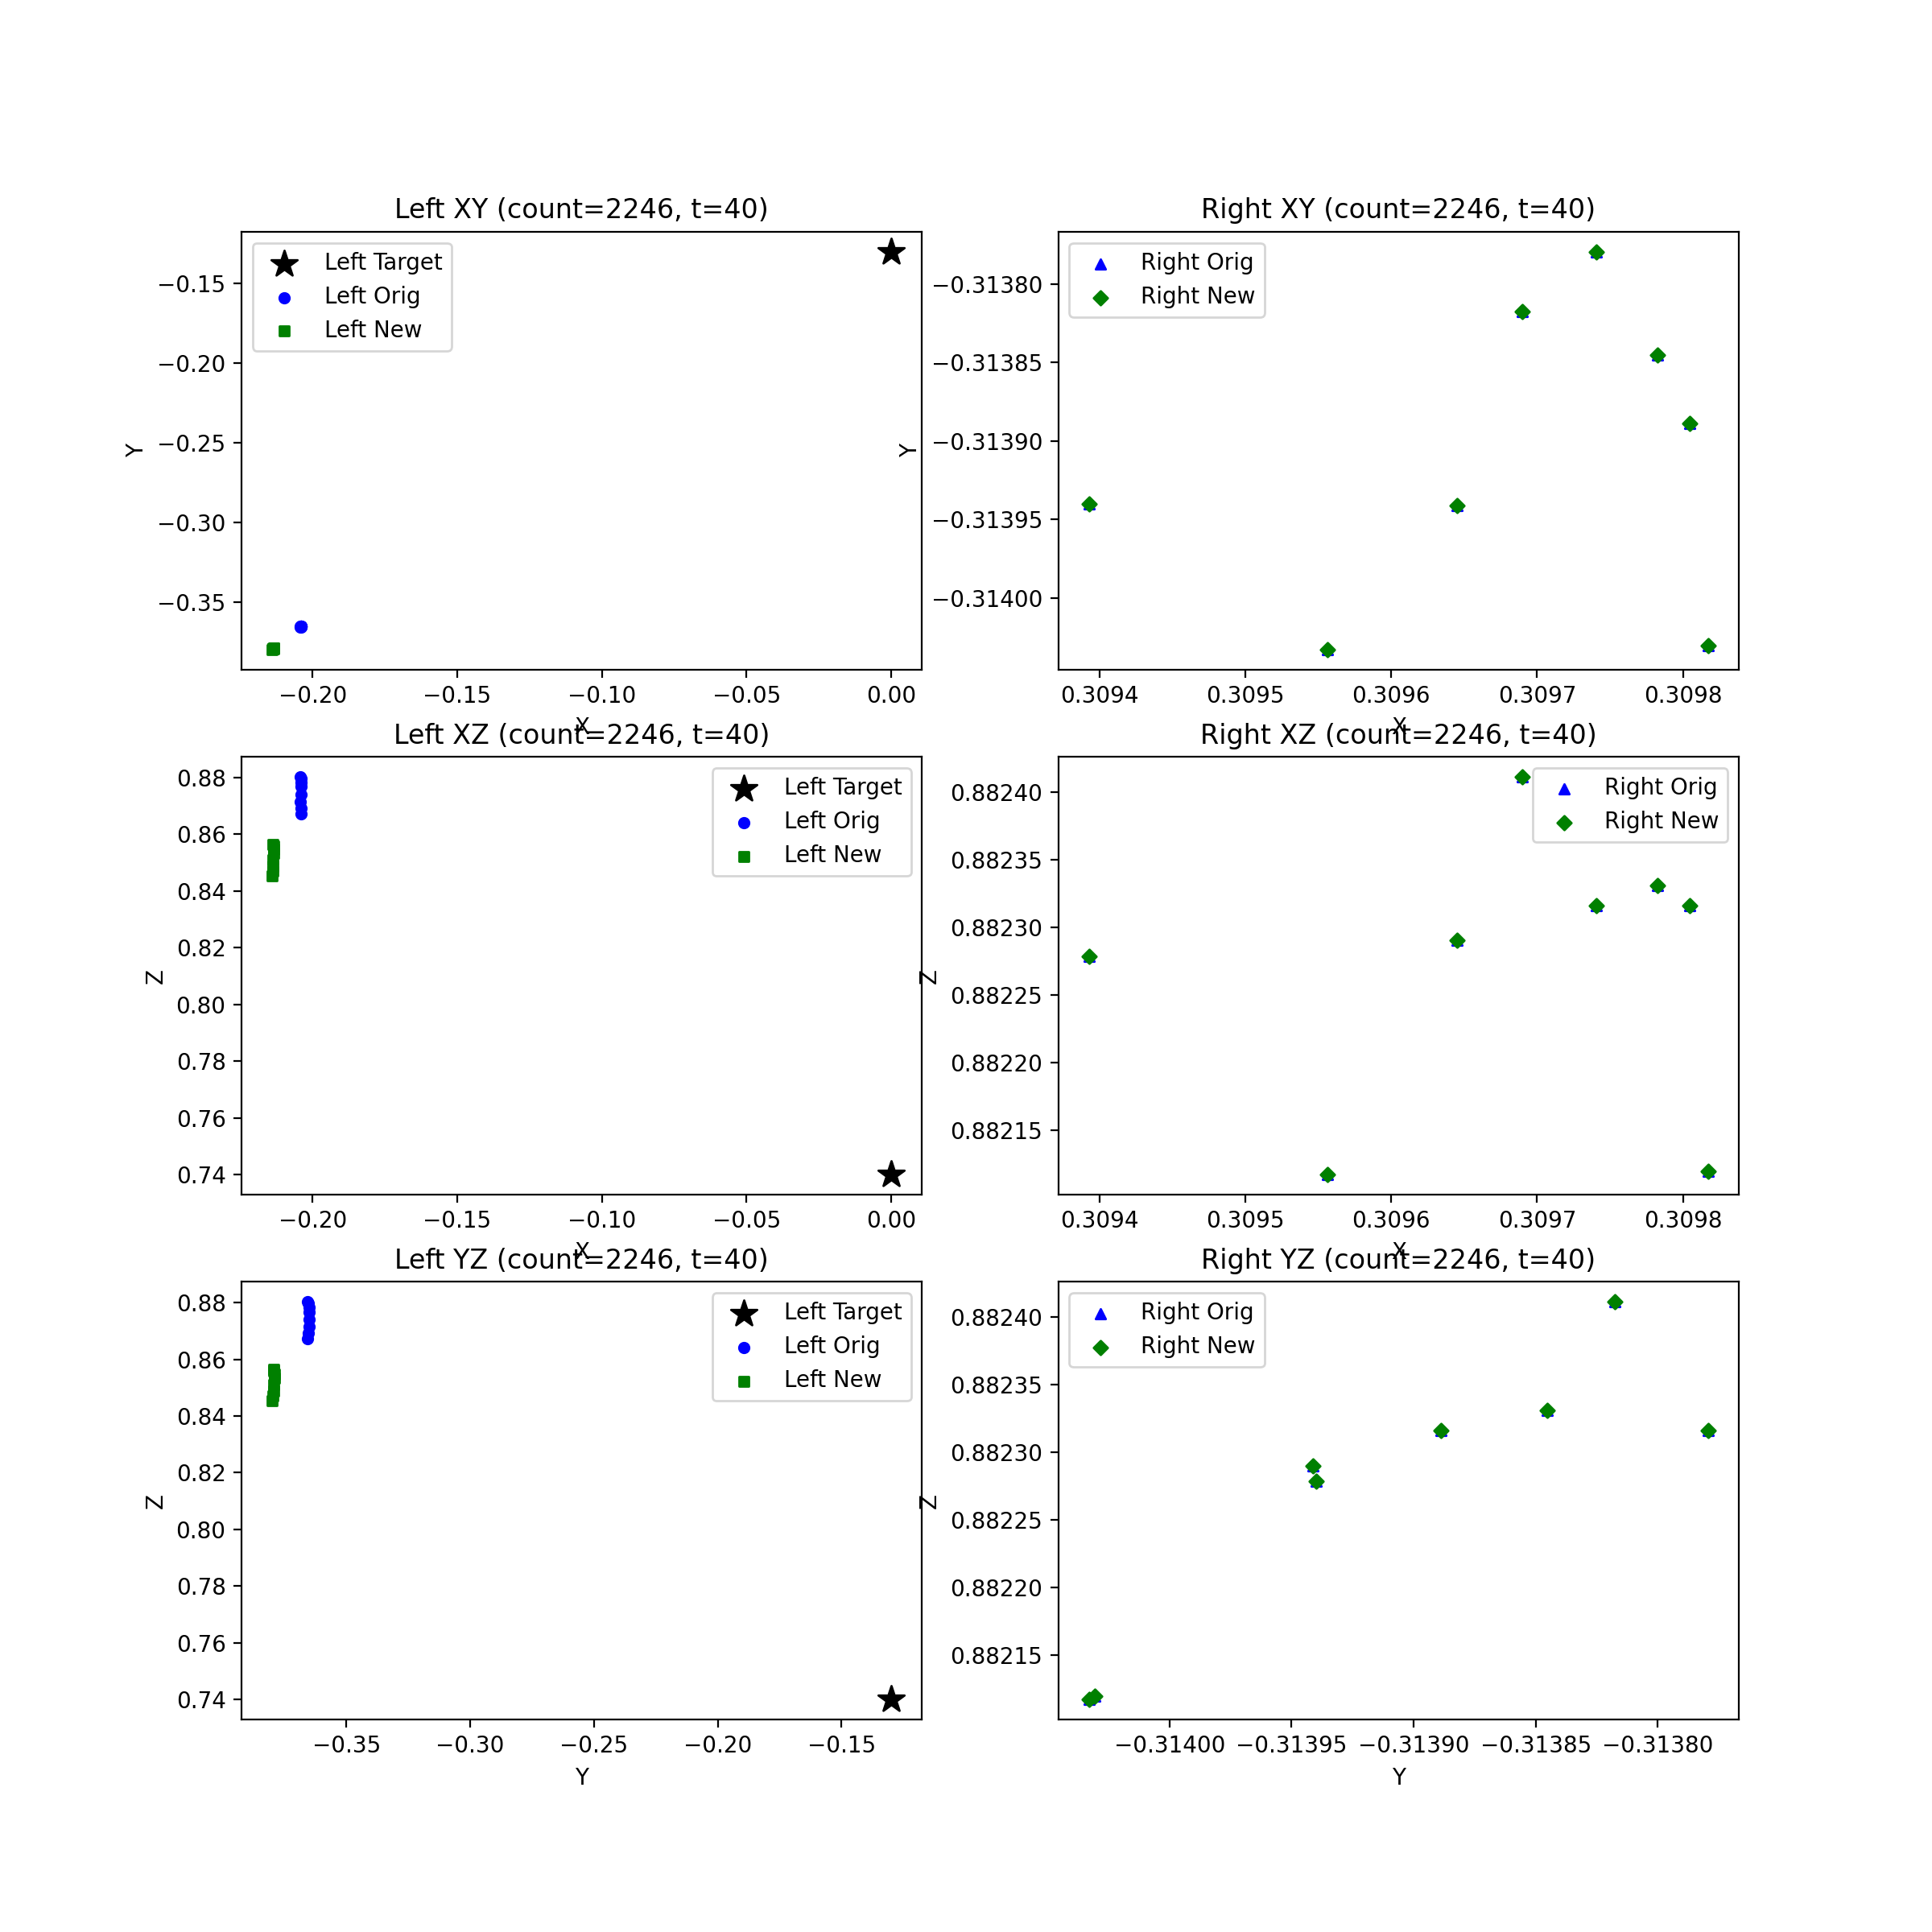 Left XY (count=2246, t=40)
Left Target
Left Orig
Left New
−0.15
−0.20
−0.25
−0.30
−0.35
Y
−0.20
−0.15
−0.10
−0.05
0.00
X
Right XY (count=2246, t=40)
Right Orig
Right New
−0.31380
−0.31385
−0.31390
−0.31395
−0.31400
Y
0.3094
0.3095
0.3096
0.3097
0.3098
X
Left XZ (count=2246, t=40)
Left Target
Left Orig
Left New
0.88
0.86
0.84
0.82
0.80
0.78
0.76
0.74
Z
−0.20
−0.15
−0.10
−0.05
0.00
X
Right XZ (count=2246, t=40)
Right Orig
Right New
0.88240
0.88235
0.88230
0.88225
0.88220
0.88215
Z
0.3094
0.3095
0.3096
0.3097
0.3098
X
Left YZ (count=2246, t=40)
Left Target
Left Orig
Left New
0.88
0.86
0.84
0.82
0.80
0.78
0.76
0.74
Z
−0.35
−0.30
−0.25
−0.20
−0.15
Y
Right YZ (count=2246, t=40)
Right Orig
Right New
0.88240
0.88235
0.88230
0.88225
0.88220
0.88215
Z
−0.31400
−0.31395
−0.31390
−0.31385
−0.31380
Y